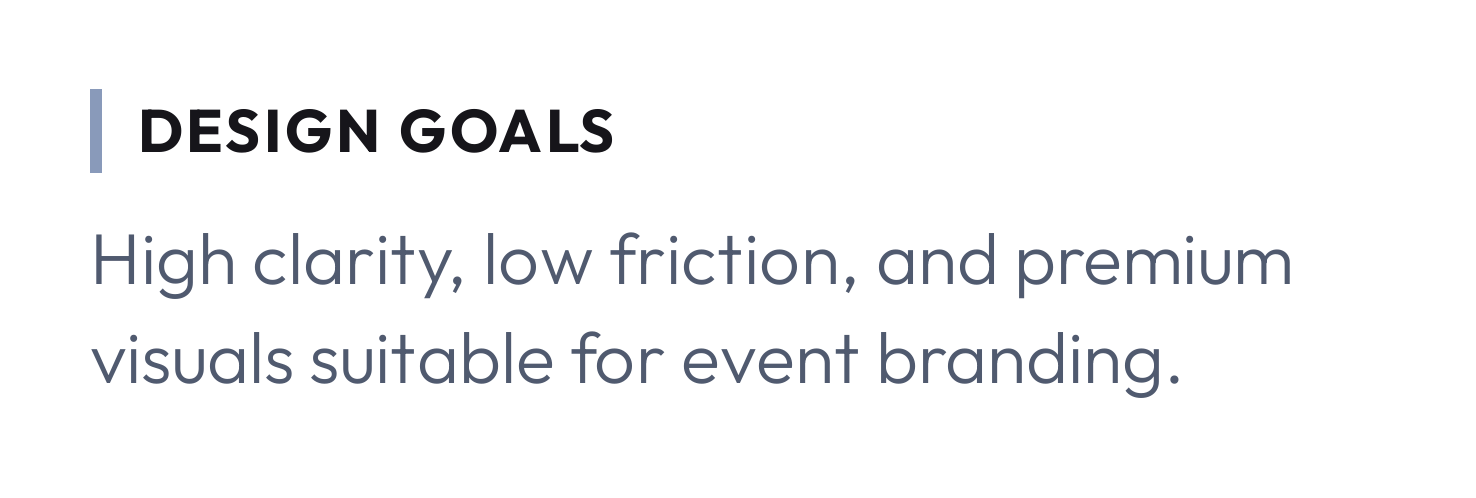 DESIGN GOALS
High clarity, low friction, and premium
visuals suitable for event branding.